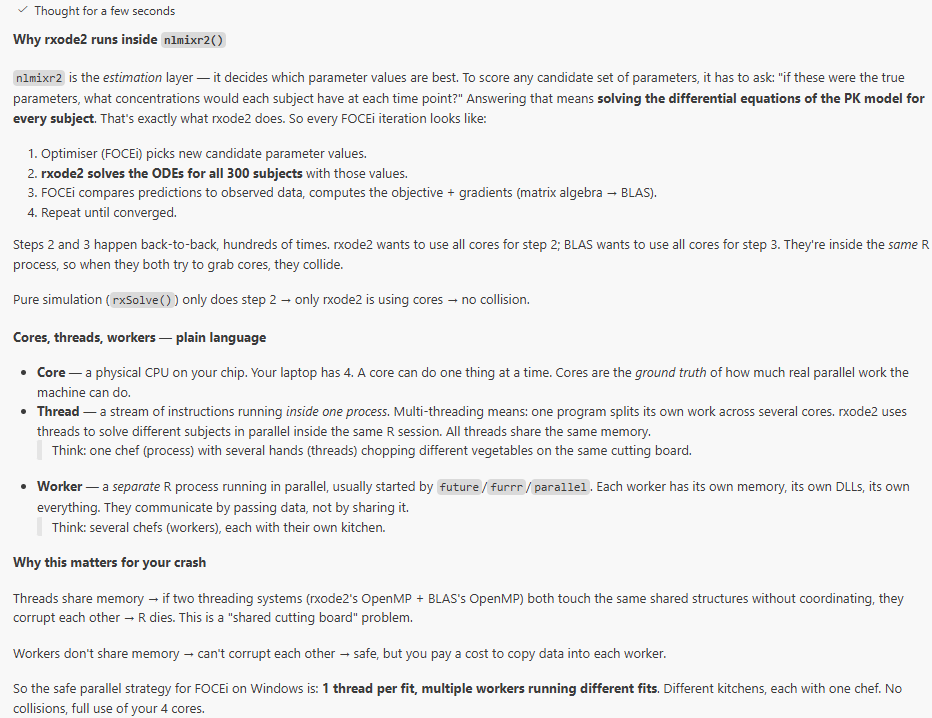 Thought for a few seconds
Why rxode2 runs inside nlmixr2()
nlmixr2 is the estimation layer — it decides which parameter values are best. To score any candidate set of parameters, it has to ask: "if these were the true
parameters, what concentrations would each subject have at each time point?" Answering that means solving the differential equations of the PK model for
every subject. That's exactly what rxode2 does. So every FOCEi iteration looks like:
1. Optimiser (FOCEi) picks new candidate parameter values.
2. rxode2 solves the ODEs for all 300 subjects with those values.
3. FOCEi compares predictions to observed data, computes the objective + gradients (matrix algebra → BLAS).
4. Repeat until converged.
Steps 2 and 3 happen back-to-back, hundreds of times. rxode2 wants to use all cores for step 2; BLAS wants to use all cores for step 3. They're inside the same R
process, so when they both try to grab cores, they collide.
Pure simulation (rxSolve()) only does step 2 → only rxode2 is using cores → no collision.
Cores, threads, workers — plain language
• Core — a physical CPU on your chip. Your laptop has 4. A core can do one thing at a time. Cores are the ground truth of how much real parallel work the
machine can do.
• Thread — a stream of instructions running inside one process. Multi-threading means: one program splits its own work across several cores. rxode2 uses
threads to solve different subjects in parallel inside the same R session. All threads share the same memory.
Think: one chef (process) with several hands (threads) chopping different vegetables on the same cutting board.
• Worker — a separate R process running in parallel, usually started by future/furrr/parallel. Each worker has its own memory, its own DLLs, its own
everything. They communicate by passing data, not by sharing it.
Think: several chefs (workers), each with their own kitchen.
Why this matters for your crash
Threads share memory → if two threading systems (rxode2's OpenMP + BLAS's OpenMP) both touch the same shared structures without coordinating, they
corrupt each other → R dies. This is a "shared cutting board" problem.
Workers don't share memory → can't corrupt each other → safe, but you pay a cost to copy data into each worker.
So the safe parallel strategy for FOCEi on Windows is: 1 thread per fit, multiple workers running different fits. Different kitchens, each with one chef. No
collisions, full use of your 4 cores.